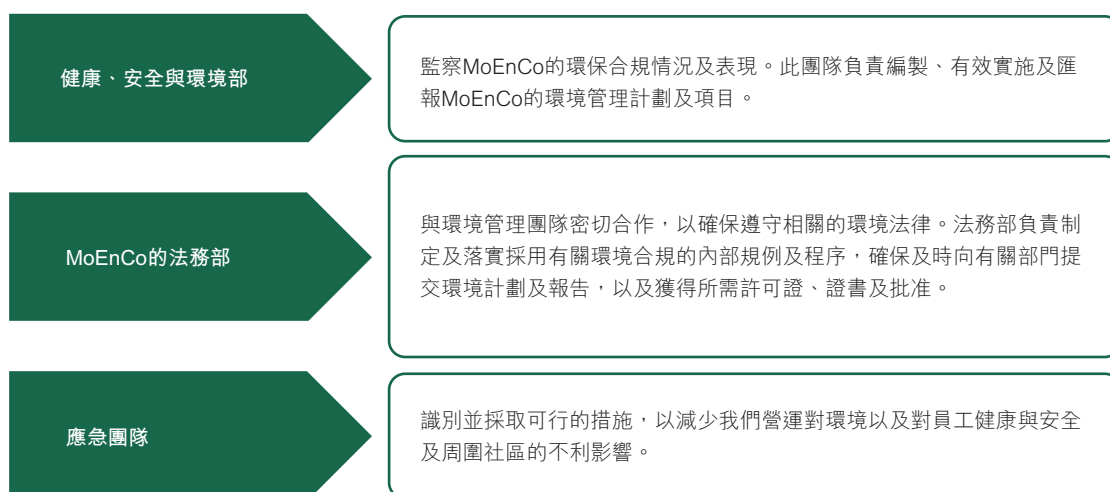 健康、安全與環境部
監察MoEnCo的環保合規情況及表現。此團隊負責編製、有效實施及匯
報MoEnCo的環境管理計劃及項目。
MoEnCo的法務部
與環境管理團隊密切合作，以確保遵守相關的環境法律。法務部負責制
定及落實採用有關環境合規的內部規例及程序，確保及時向有關部門提
交環境計劃及報告，以及獲得所需許可證、證書及批准。
應急團隊
識別並採取可行的措施，以減少我們營運對環境以及對員工健康與安全
及周圍社區的不利影響。